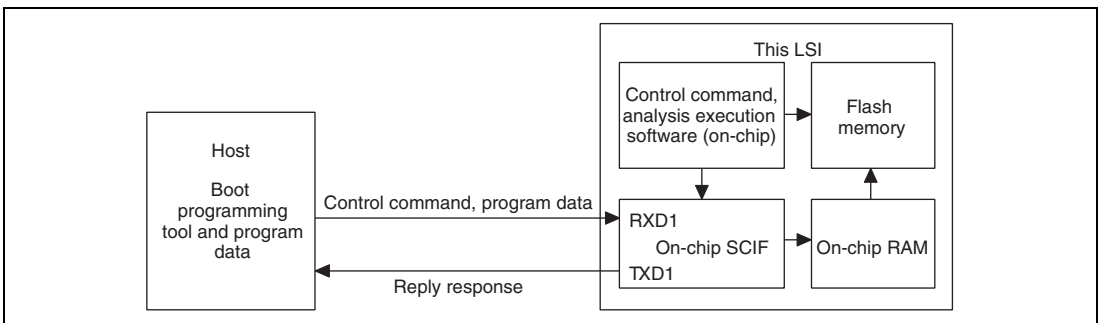 This LSI
Control command,
analysis execution
software (on-chip)
Flash
memory
Host
Boot
programming
tool and program
data
Control command, program data
RXD1
On-chip SCIF
TXD1
On-chip RAM
Reply response